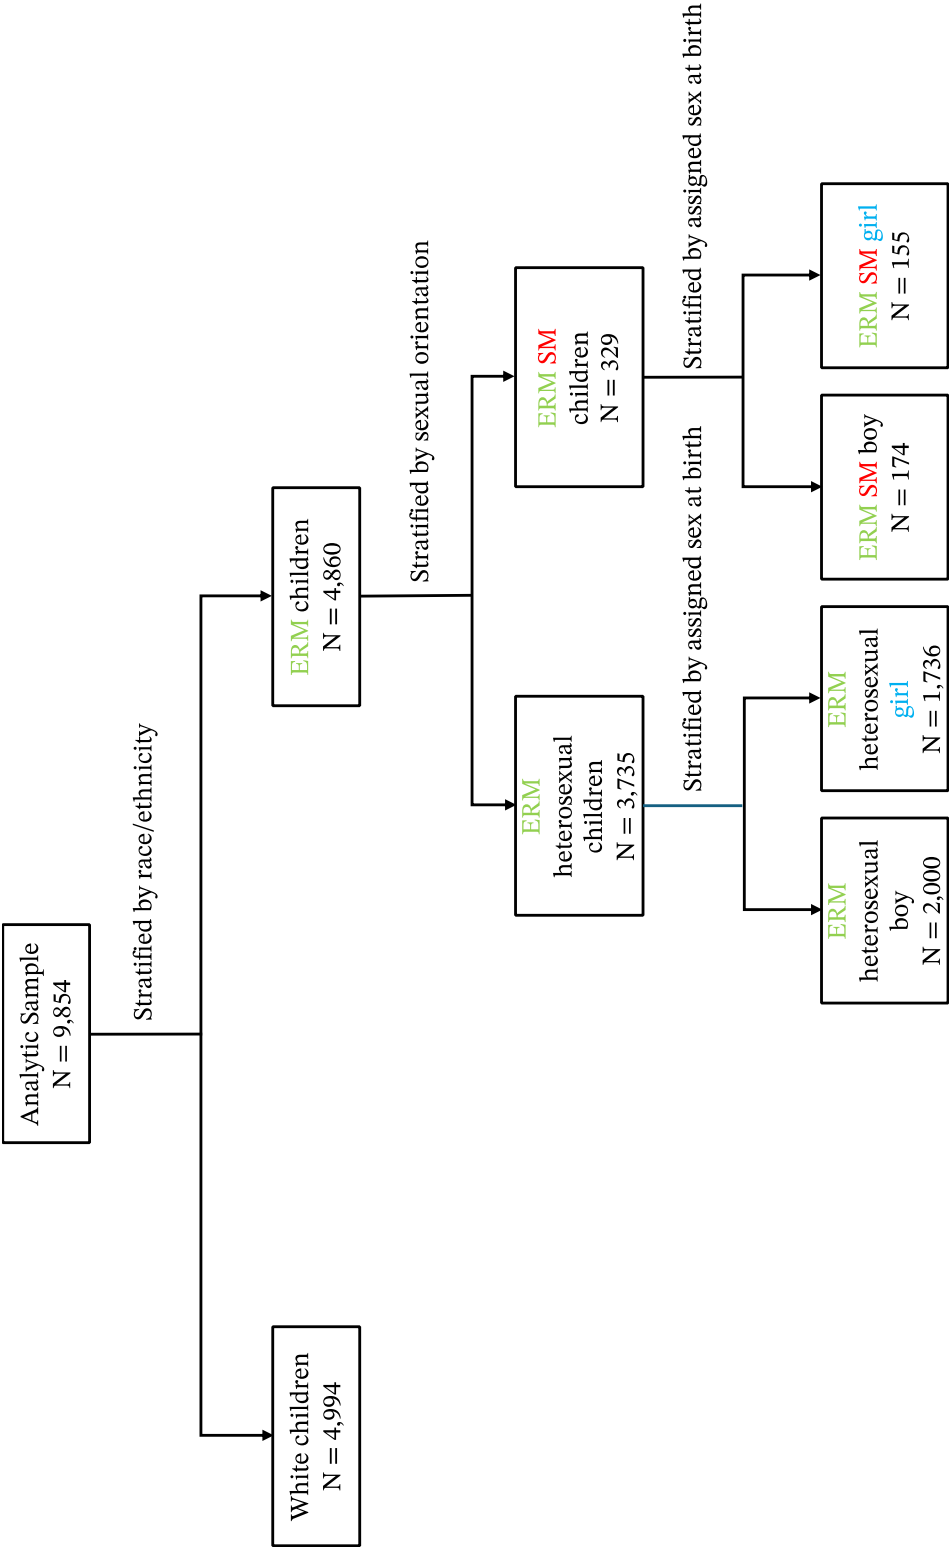 Analytic Sample
N = 9,854
Stratified by race/ethnicity
White children
N = 4,994
ERM children
N = 4,860
Stratified by sexual orientation
ERM
heterosexual
children
N = 3,735
ERM SM
children
N = 329
Stratified by assigned sex at birth
Stratified by assigned sex at birth
ERM
heterosexual
boy
N = 2,000
ERM
heterosexual
girl
N = 1,736
ERM SM boy
N = 174
ERM SM girl
N = 155